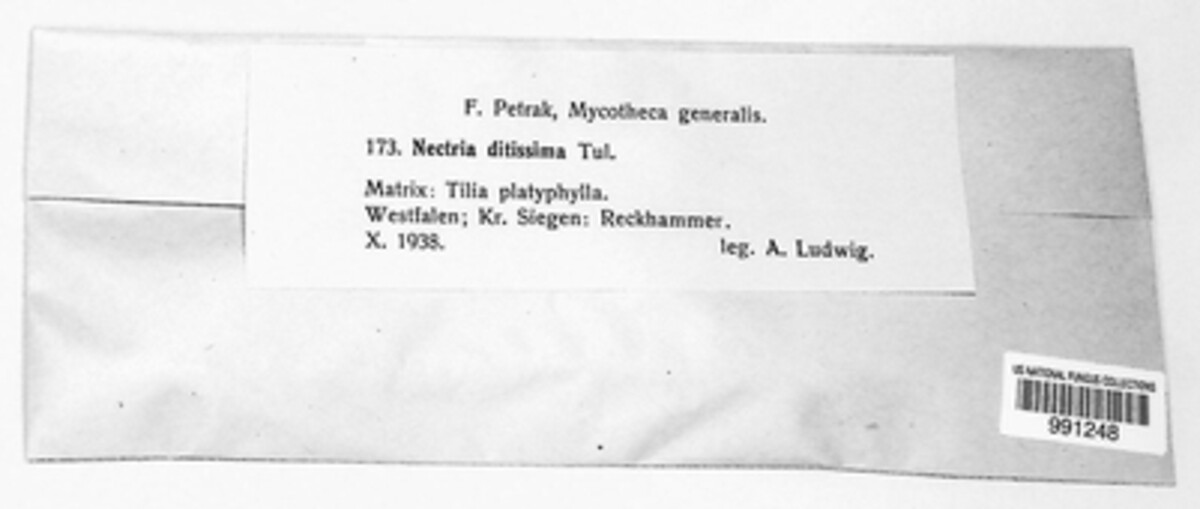 F. Petrak, Mycotheca generalis.
173. Nectria ditissima Tul.
Matrix: Tilia platyphylla.
Westfalen; Kr. Siegen: Reckhammer.
X. 1938. leg. A. Ludwig.
US NATIONAL FUNGUS COLLECTIONS
991248